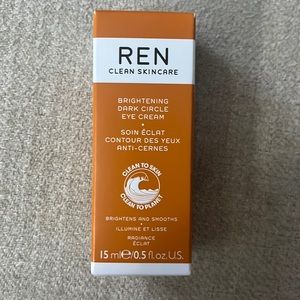 REN
CLEAN SKINCARE
BRIGHTENING
DARK CIRCLE
EYE CREAM
•
SOIN ÉCLAT
CONTOUR DES YEUX
ANTI-CERNES
CLEAN TO SKIN
CLEAN TO PLANET
BRIGHTENS AND SMOOTHS
•
ILLUMINE ET LISSE
RADIANCE
ÉCLAT
15 ml℮/0.5 fl.oz.U.S.